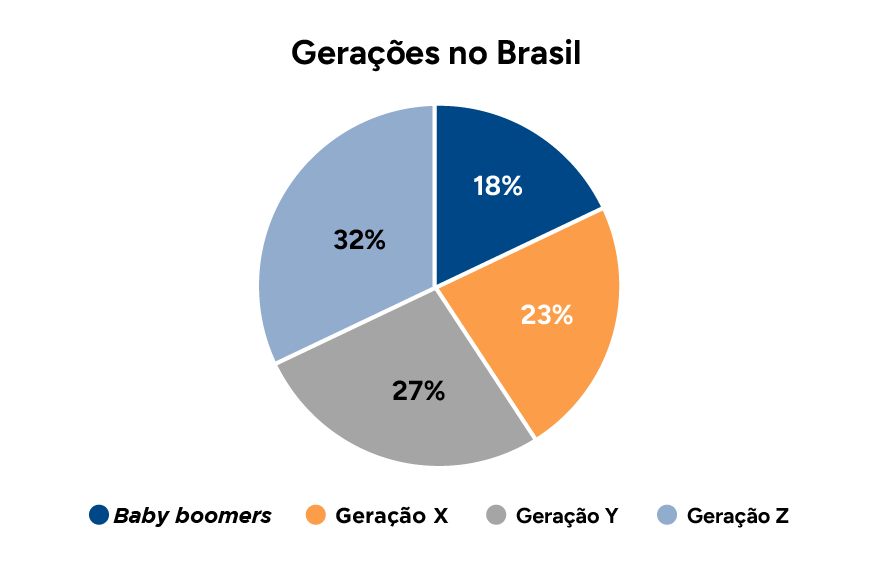 Gerações no Brasil
18%
32%
23%
27%
Baby boomers
Geração X
Geração Y
Geração Z